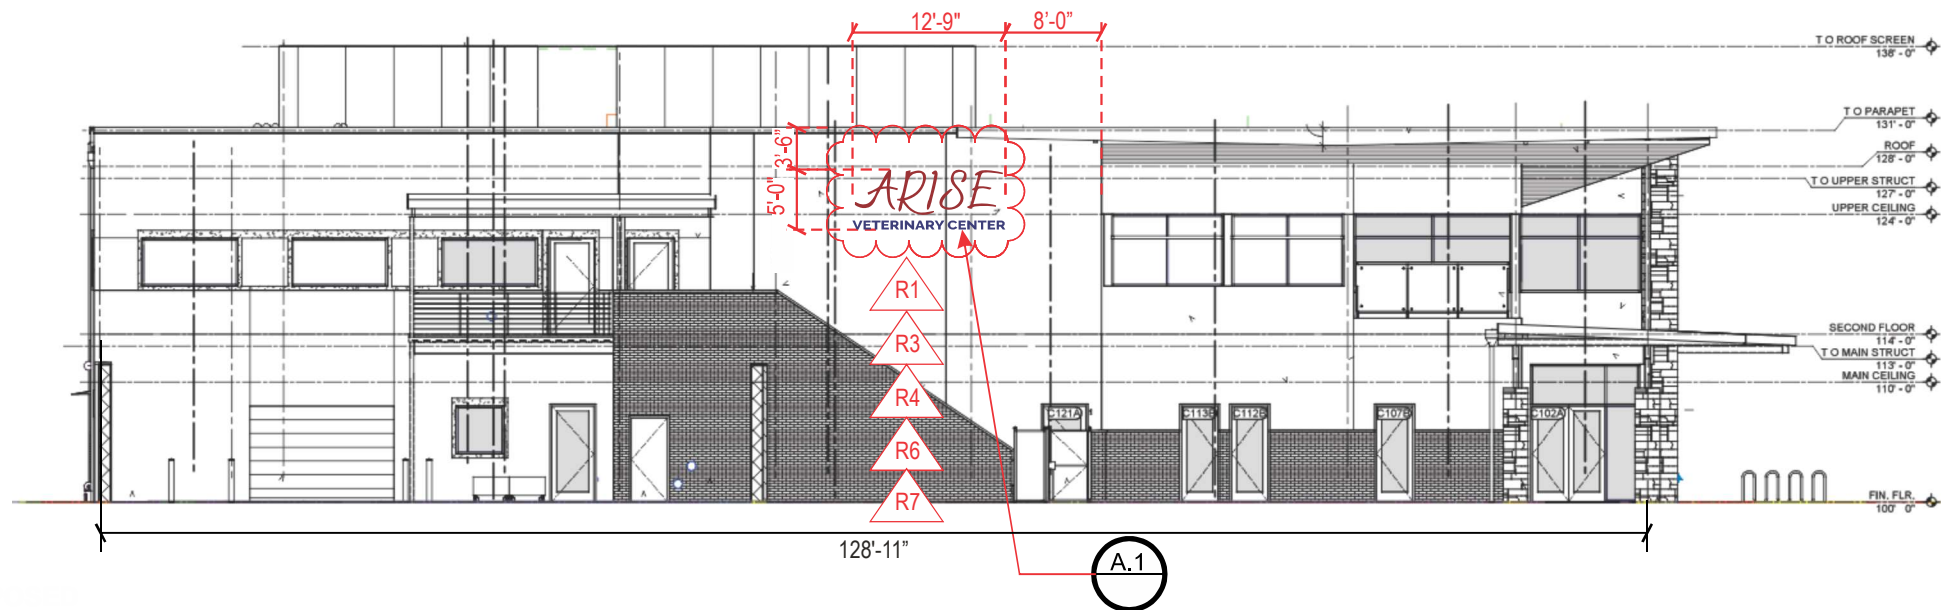 12'-9" 8'-0"
T O ROOF SCREEN
138' - 0"
T O PARAPET
131' - 0"
3'-6"
ROOF
128' - 0"
T O UPPER STRUCT
127' - 0"
5'-0"
ARISE
VETERINARY CENTER
UPPER CEILING
124' - 0"
R1
R3
SECOND FLOOR
114' - 0"
T O MAIN STRUCT
113' - 0"
MAIN CEILING
110' - 0"
R4
C121A C113B C112B C107B C102A
R6
R7
FIN. FLR.
100' 0"
128'-11"
A.1